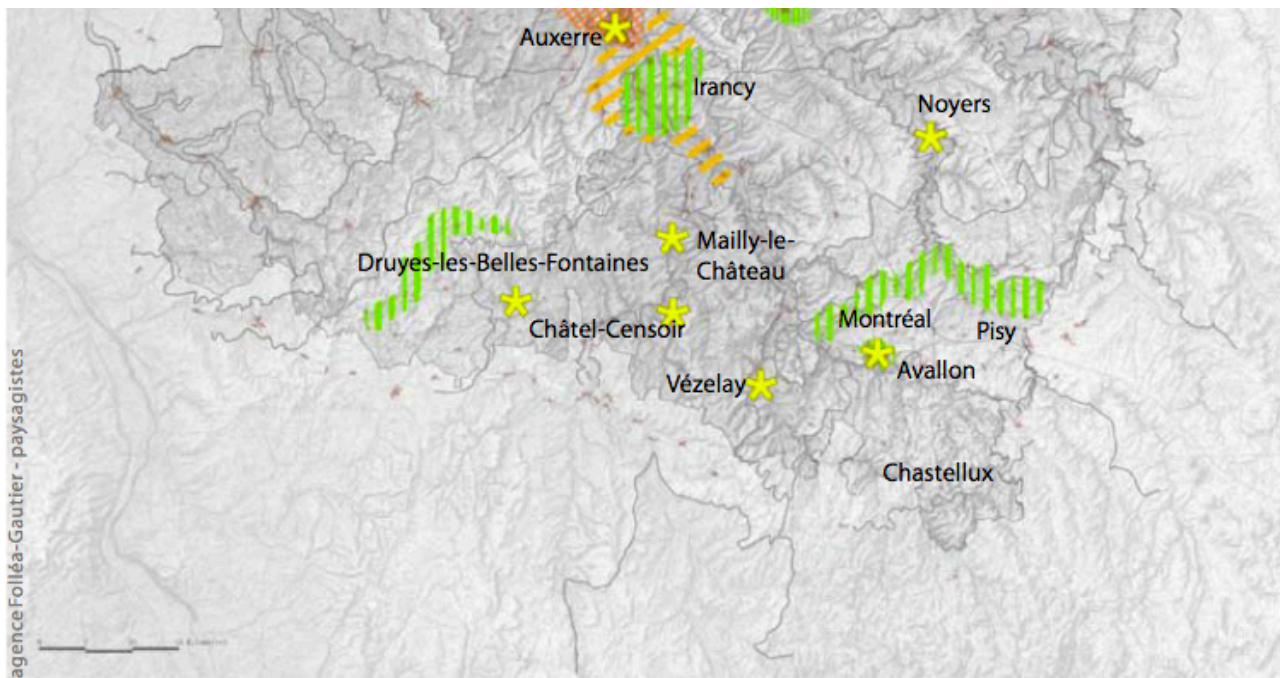 Auxerre
Irancy
Noyers
Mailly-le-
Château
Druyes-les-Belles-Fontaines
Châtel-Censoir
Montréal
Pisy
Avallon
Vézelay
Chastellux
agence Folléa-Gautier - paysagistes